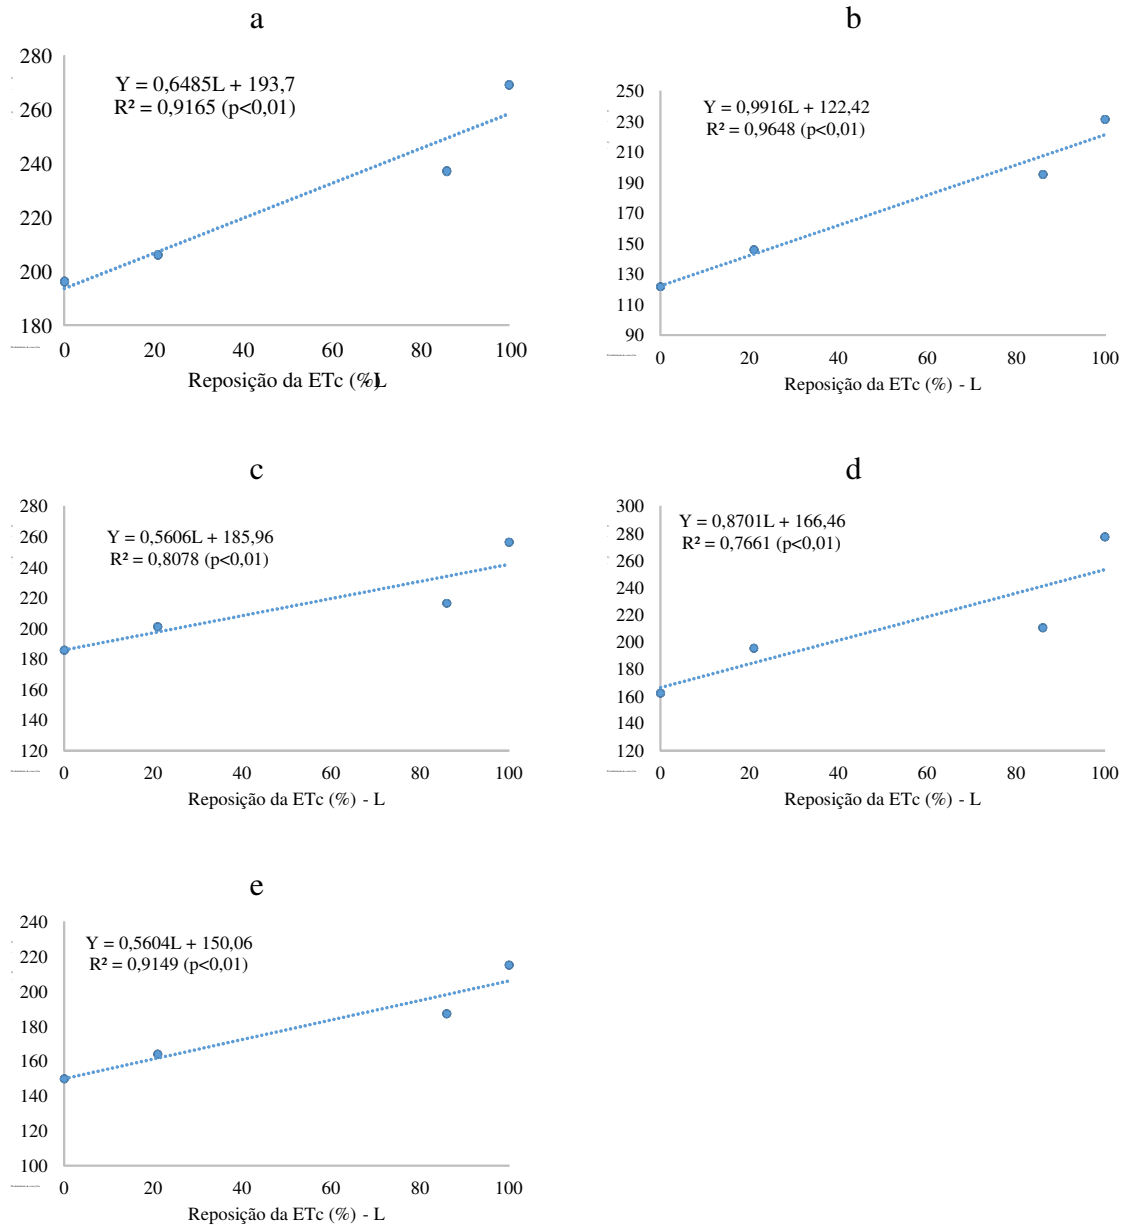 a
280
260
240
220
200
180
Y = 0,6485L + 193,7
R² = 0,9165 (p<0,01)
0 20 40 60 80 100
Reposição da ETc (%)L
b
250
230
210
190
170
150
130
110
90
Y = 0,9916L + 122,42
R² = 0,9648 (p<0,01)
0 20 40 60 80 100
Reposição da ETc (%) - L
c
280
260
240
220
200
180
160
140
120
Y = 0,5606L + 185,96
R² = 0,8078 (p<0,01)
0 20 40 60 80 100
Reposição da ETc (%) - L
d
300
280
260
240
220
200
180
160
140
120
Y = 0,8701L + 166,46
R² = 0,7661 (p<0,01)
0 20 40 60 80 100
Reposição da ETc (%) - L
e
240
220
200
180
160
140
120
100
Y = 0,5604L + 150,06
R² = 0,9149 (p<0,01)
0 20 40 60 80 100
Reposição da ETc (%) - L